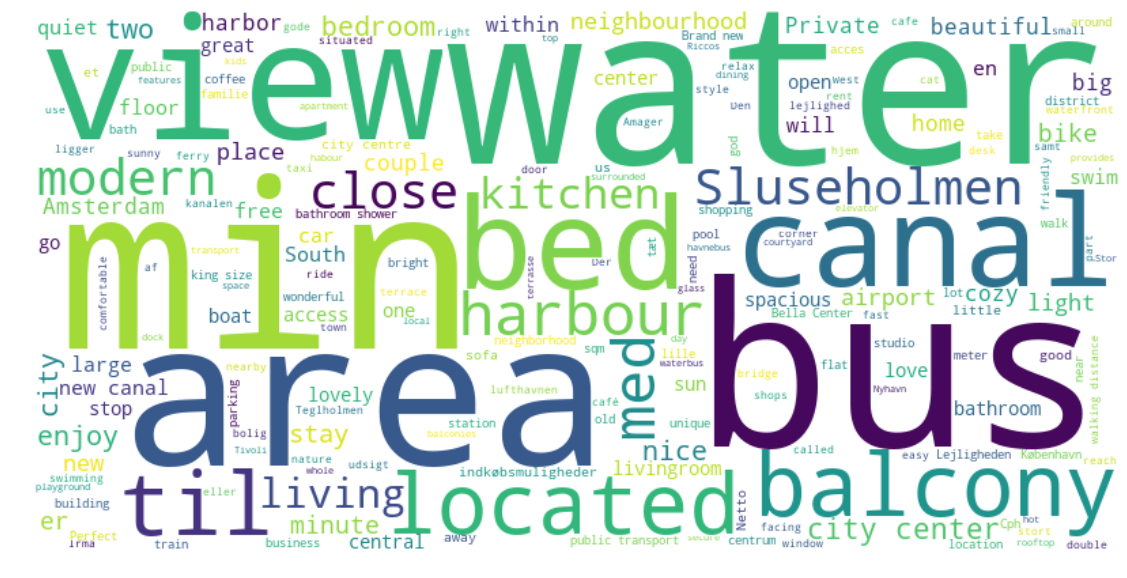 quiet two harbor gode bedroom right within neighbourhood Private cafe beautiful small around
great situated top Brand new Riccos acces
view water
et public kids coffee center relax dining open West en big
use features familie apartment style Den lejlighed cat district waterfront
floor bath Amager rent will home take bike
ligger sunny ferry place city centre couple god hjem desk samt provides
kanalen taxi habour door us surrounded friendly swim
modern close kitchen Sluseholmen
Amsterdam free bathroom shower shopping elevator walk
go car bed tæt pool corner courtyard canal part
min
transport South Der havnebus need Stor
comfortable af king size space ride bright terrasse glass
wonderful terrace harbour spacious airport lot cozy light
boat access one local Bella Center fast little
dock town neighborhood day bus
city large nearby sofa sqm lille waterbus flat studio meter good near
area med sun bridge love walking distance
new canal parking lovely lufthavnen café shops Nyhavn
stop Teglholmen old unique bathroom
enjoy bolig stay station balconies nice called easy Lejligheden København reach
new Tivoli nature udsigt indkøbsmuligheder livingroom
swimming whole
playground til eller living located balcony
building minute Netto
er Perfect facing city center Cph hot stort
Irma train business central away public transport secure centrum window location rooftop double